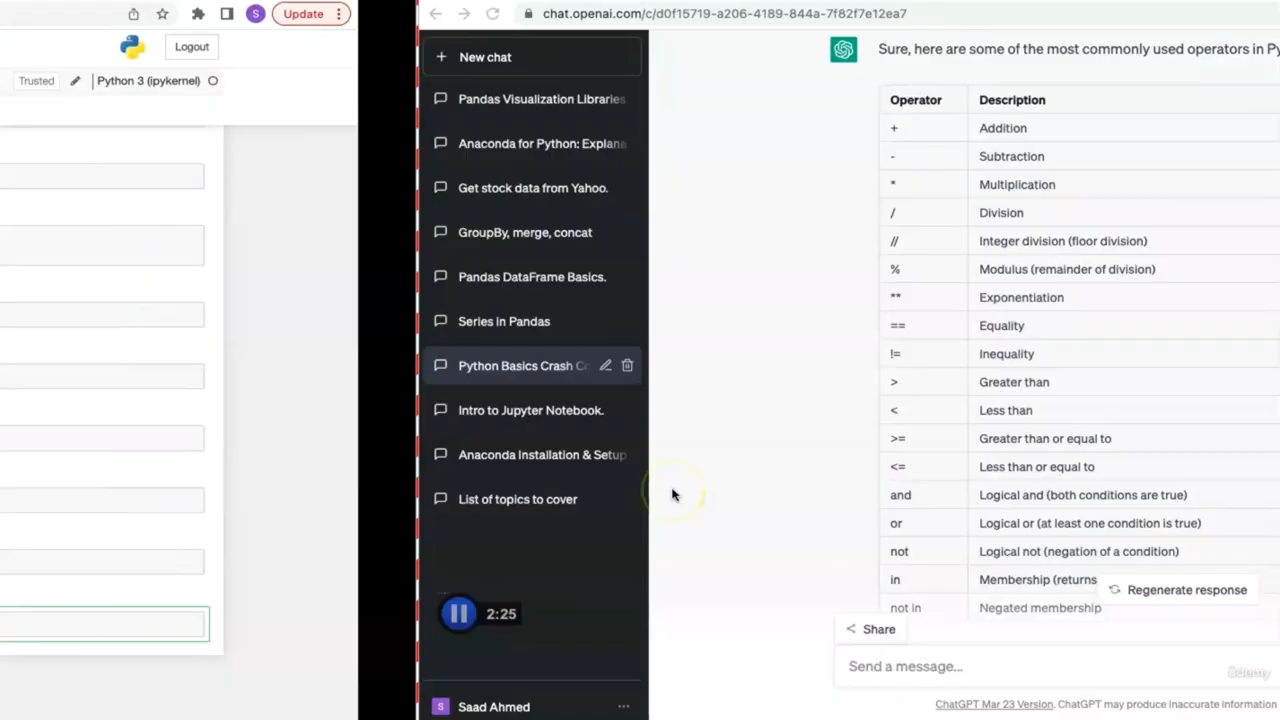 Update
Logout
Trusted
Python 3 (ipykernel)
chat.openai.com/c/d0f15719-a206-4189-844a-7f82f7e12ea7
+ New chat
Pandas Visualization Libraries
Anaconda for Python: Explana
Get stock data from Yahoo.
GroupBy, merge, concat
Pandas DataFrame Basics.
Series in Pandas
Python Basics Crash C
Intro to Jupyter Notebook.
Anaconda Installation & Setup
List of topics to cover
2:25
S Saad Ahmed ...
Sure, here are some of the most commonly used operators in Py
Operator Description
+ Addition
- Subtraction
* Multiplication
/ Division
// Integer division (floor division)
% Modulus (remainder of division)
** Exponentiation
== Equality
!= Inequality
> Greater than
< Less than
>= Greater than or equal to
<= Less than or equal to
and Logical and (both conditions are true)
or Logical or (at least one condition is true)
not Logical not (negation of a condition)
in Membership (returns
not in Negated membership
Regenerate response
Share
Send a message...
ûdemy
ChatGPT Mar 23 Version. ChatGPT may produce inaccurate information